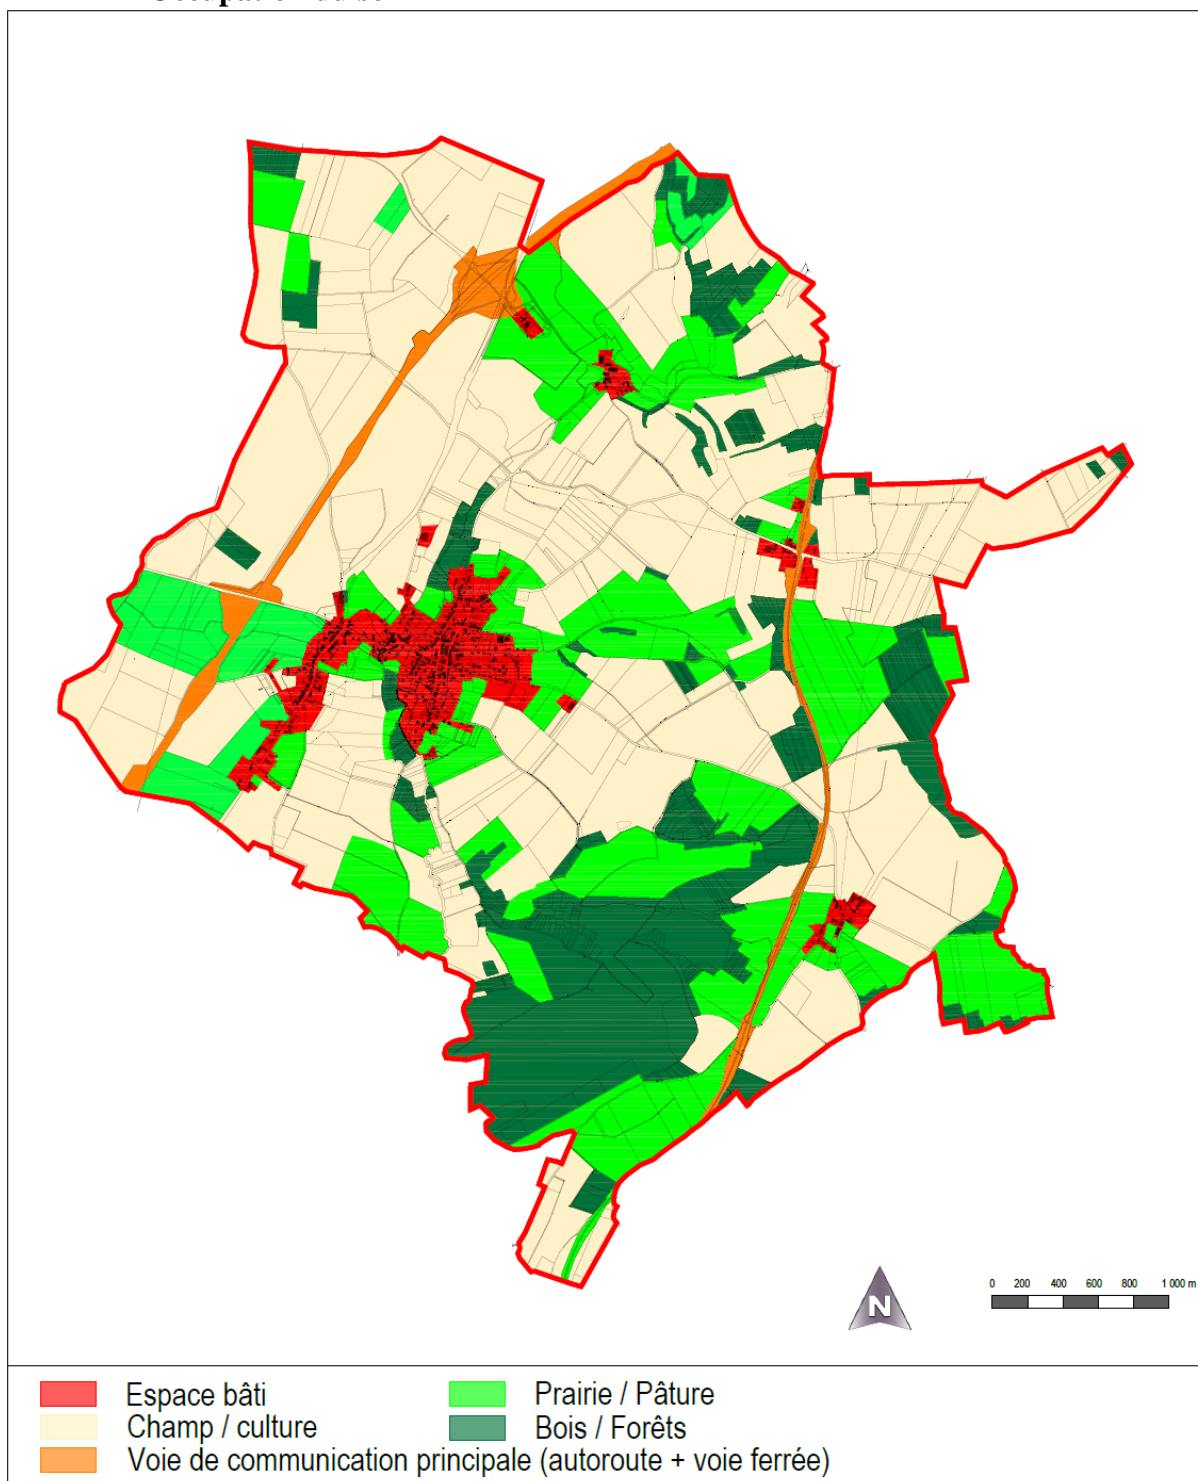 N
0 200 400 600 800 1 000 m
Espace bâti Prairie / Pâture
Champ / culture Bois / Forêts
Voie de communication principale (autoroute + voie ferrée)